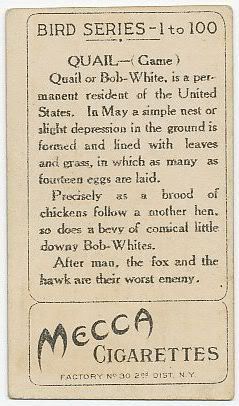 BIRD SERIES - 1 to 100
QUAIL—(Game)
Quail or Bob-White, is a per-
manent resident of the United
States. In May a simple nest or
slight depression in the ground is
formed and lined with leaves
and grass, in which as many as
fourteen eggs are laid.
Precisely as a brood of
chickens follow a mother hen,
so does a bevy of comical little
downy Bob-Whites.
After man, the fox and the
hawk are their worst enemy.
MECCA
CIGARETTES
FACTORY No 30 2ND DIST. N.Y.